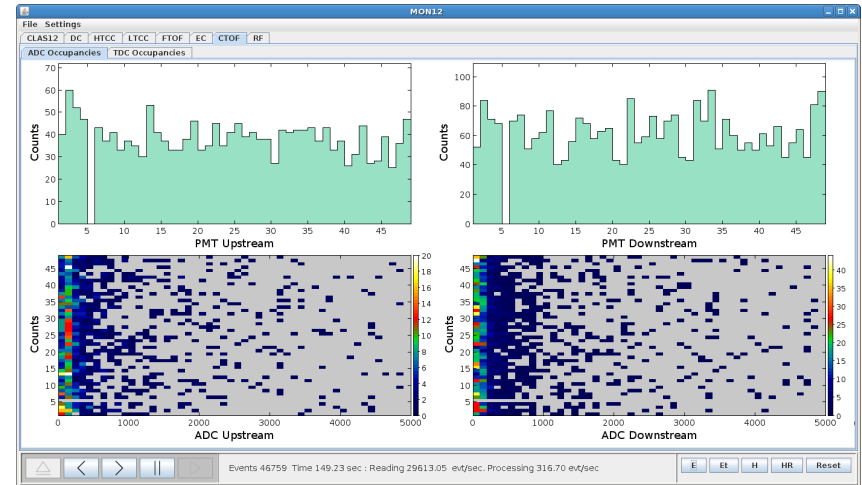 MON12
File Settings
CLAS12 DC HTCC LTCC FTOF EC CTOF RF
ADC Occupancies TDC Occupancies
70
60
50
40
30
20
10
0
Counts
5 10 15 20 25 30 35 40 45
PMT Upstream
100
80
60
40
20
0
Counts
5 10 15 20 25 30 35 40 45
PMT Downstream
45
40
35
30
25
20
15
10
5
Counts
0 1000 2000 3000 4000 5000
ADC Upstream
20
18
16
14
12
10
8
6
4
2
0
45
40
35
30
25
20
15
10
5
Counts
0 1000 2000 3000 4000 5000
ADC Downstream
40
35
30
25
20
15
10
5
0
Events 46759 Time 149.23 sec : Reading 29613.05 evt/sec. Processing 316.70 evt/sec
E Et H HR Reset